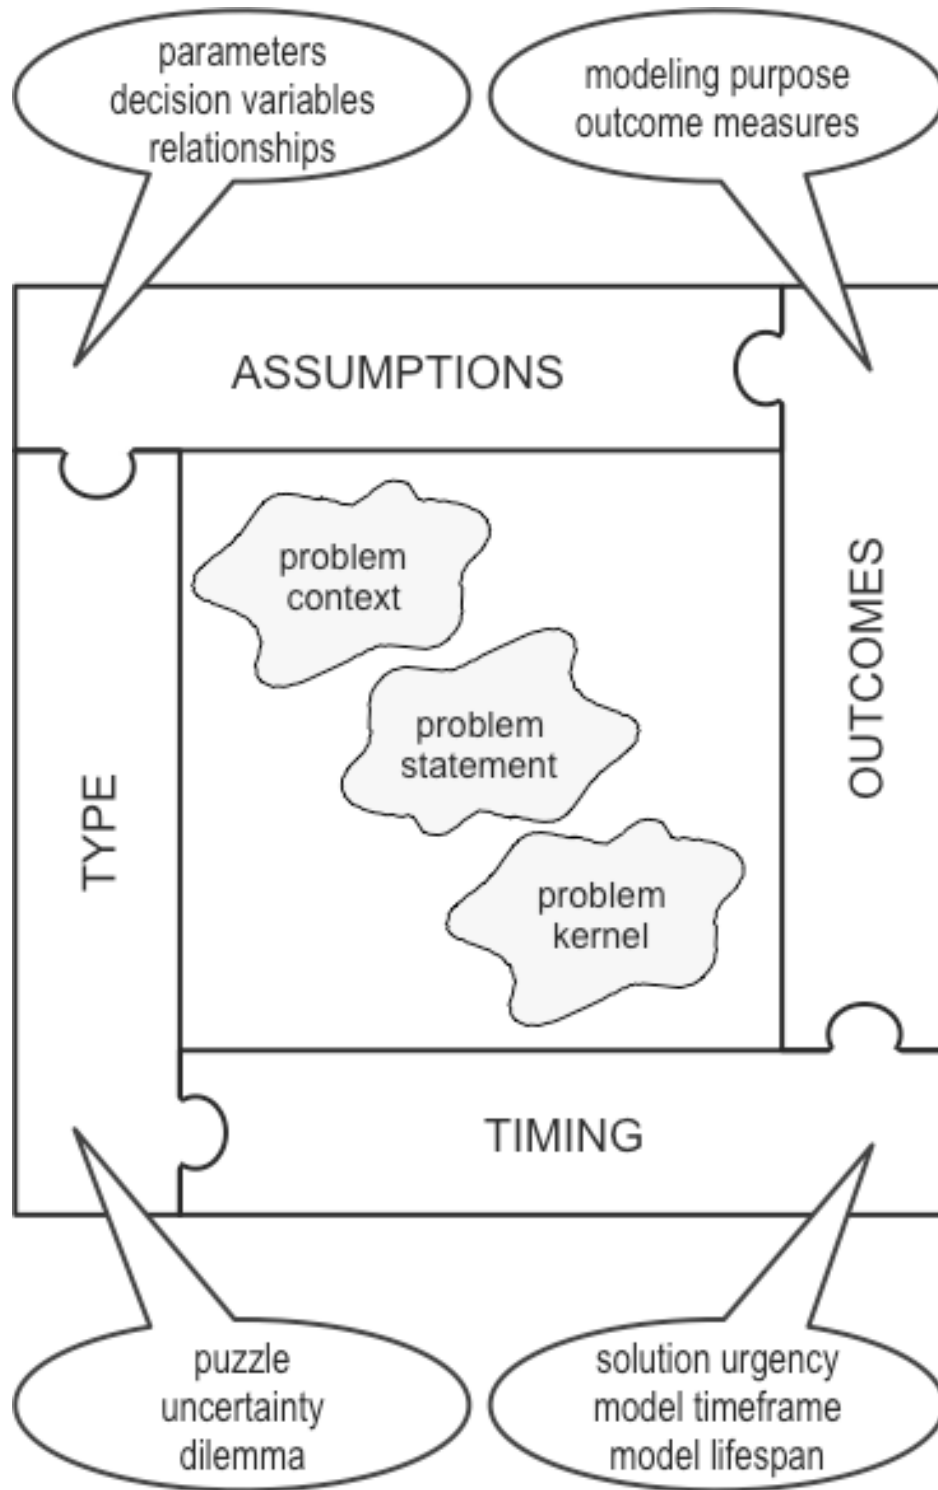 parameters
decision variables
relationships
modeling purpose
outcome measures
ASSUMPTIONS
TYPE
problem
context
problem
statement
problem
kernel
OUTCOMES
TIMING
puzzle
uncertainty
dilemma
solution urgency
model timeframe
model lifespan